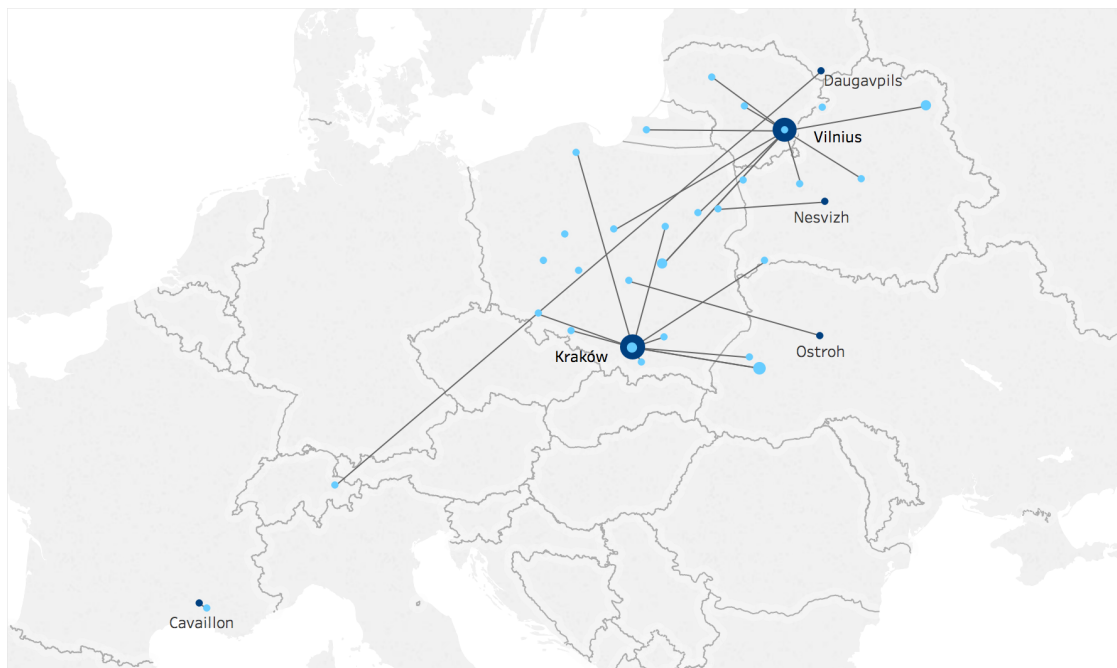 Daugavpils
Vilnius
Nesvizh
Ostroh
Kraków
Cavaillon